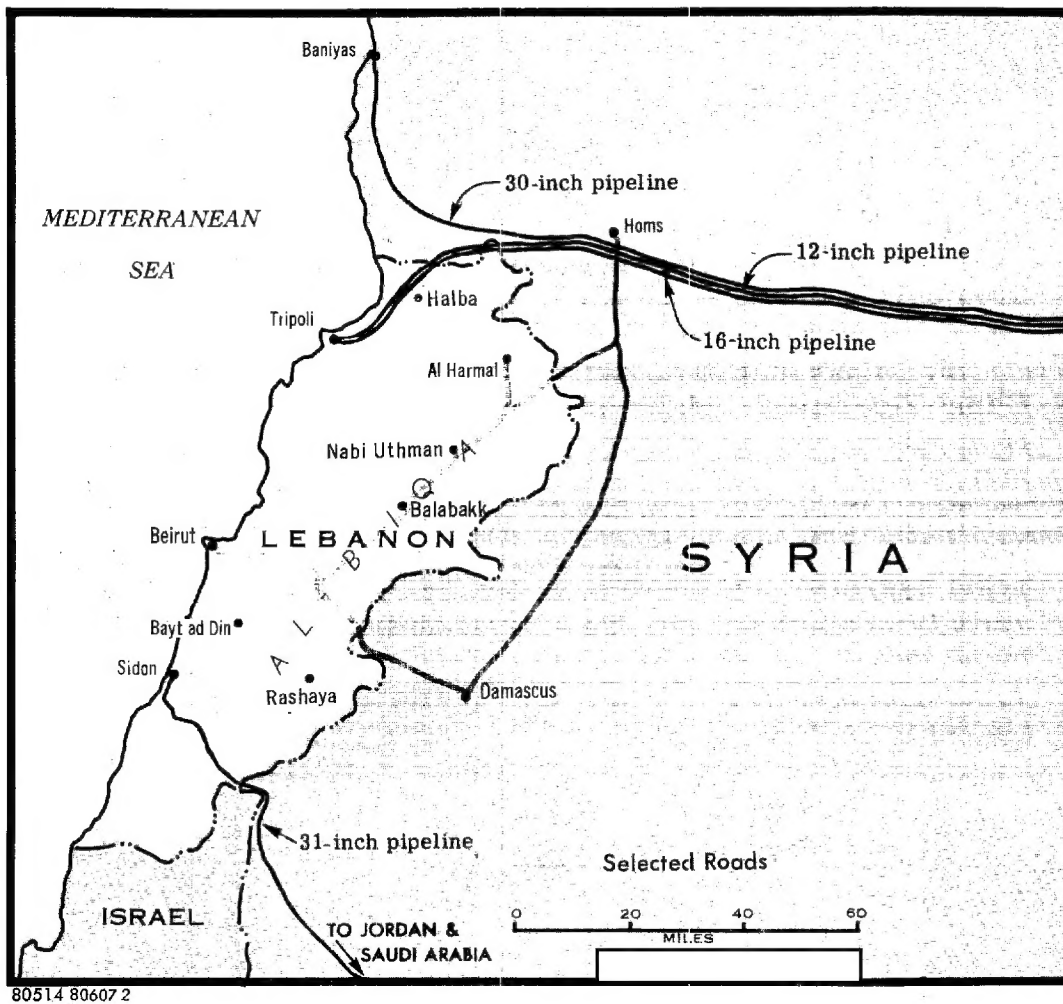 Baniyas
30-inch pipeline
MEDITERRANEAN
SEA
Homs
12-inch pipeline
Halba
Tripoli
16-inch pipeline
Al Harmal
Nabi Uthman
Balabakk
AL BIQA
Beirut
LEBANON
SYRIA
Bayt ad Din
Sidon
Rashaya
Damascus
31-inch pipeline
Selected Roads
ISRAEL
0 20 40 60
MILES
TO JORDAN &
SAUDI ARABIA
80514 80607 2